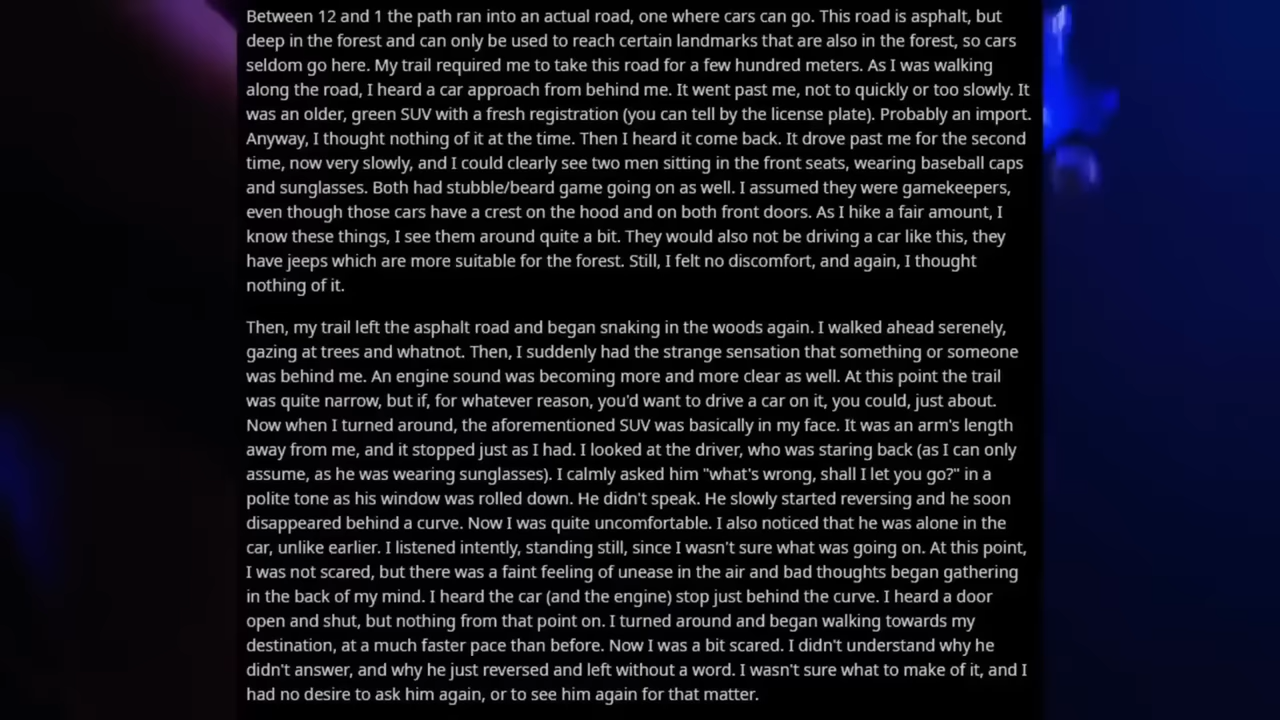 Between 12 and 1 the path ran into an actual road, one where cars can go. This road is asphalt, but
deep in the forest and can only be used to reach certain landmarks that are also in the forest, so cars
seldom go here. My trail required me to take this road for a few hundred meters. As I was walking
along the road, I heard a car approach from behind me. It went past me, not to quickly or too slowly. It
was an older, green SUV with a fresh registration (you can tell by the license plate). Probably an import.
Anyway, I thought nothing of it at the time. Then I heard it come back. It drove past me for the second
time, now very slowly, and I could clearly see two men sitting in the front seats, wearing baseball caps
and sunglasses. Both had stubble/beard game going on as well. I assumed they were gamekeepers,
even though those cars have a crest on the hood and on both front doors. As I hike a fair amount, I
know these things, I see them around quite a bit. They would also not be driving a car like this, they
have jeeps which are more suitable for the forest. Still, I felt no discomfort, and again, I thought
nothing of it.
Then, my trail left the asphalt road and began snaking in the woods again. I walked ahead serenely,
gazing at trees and whatnot. Then, I suddenly had the strange sensation that something or someone
was behind me. An engine sound was becoming more and more clear as well. At this point the trail
was quite narrow, but if, for whatever reason, you'd want to drive a car on it, you could, just about.
Now when I turned around, the aforementioned SUV was basically in my face. It was an arm's length
away from me, and it stopped just as I had. I looked at the driver, who was staring back (as I can only
assume, as he was wearing sunglasses). I calmly asked him "what's wrong, shall I let you go?" in a
polite tone as his window was rolled down. He didn't speak. He slowly started reversing and he soon
disappeared behind a curve. Now I was quite uncomfortable. I also noticed that he was alone in the
car, unlike earlier. I listened intently, standing still, since I wasn't sure what was going on. At this point,
I was not scared, but there was a faint feeling of unease in the air and bad thoughts began gathering
in the back of my mind. I heard the car (and the engine) stop just behind the curve. I heard a door
open and shut, but nothing from that point on. I turned around and began walking towards my
destination, at a much faster pace than before. Now I was a bit scared. I didn't understand why he
didn't answer, and why he just reversed and left without a word. I wasn't sure what to make of it, and I
had no desire to ask him again, or to see him again for that matter.